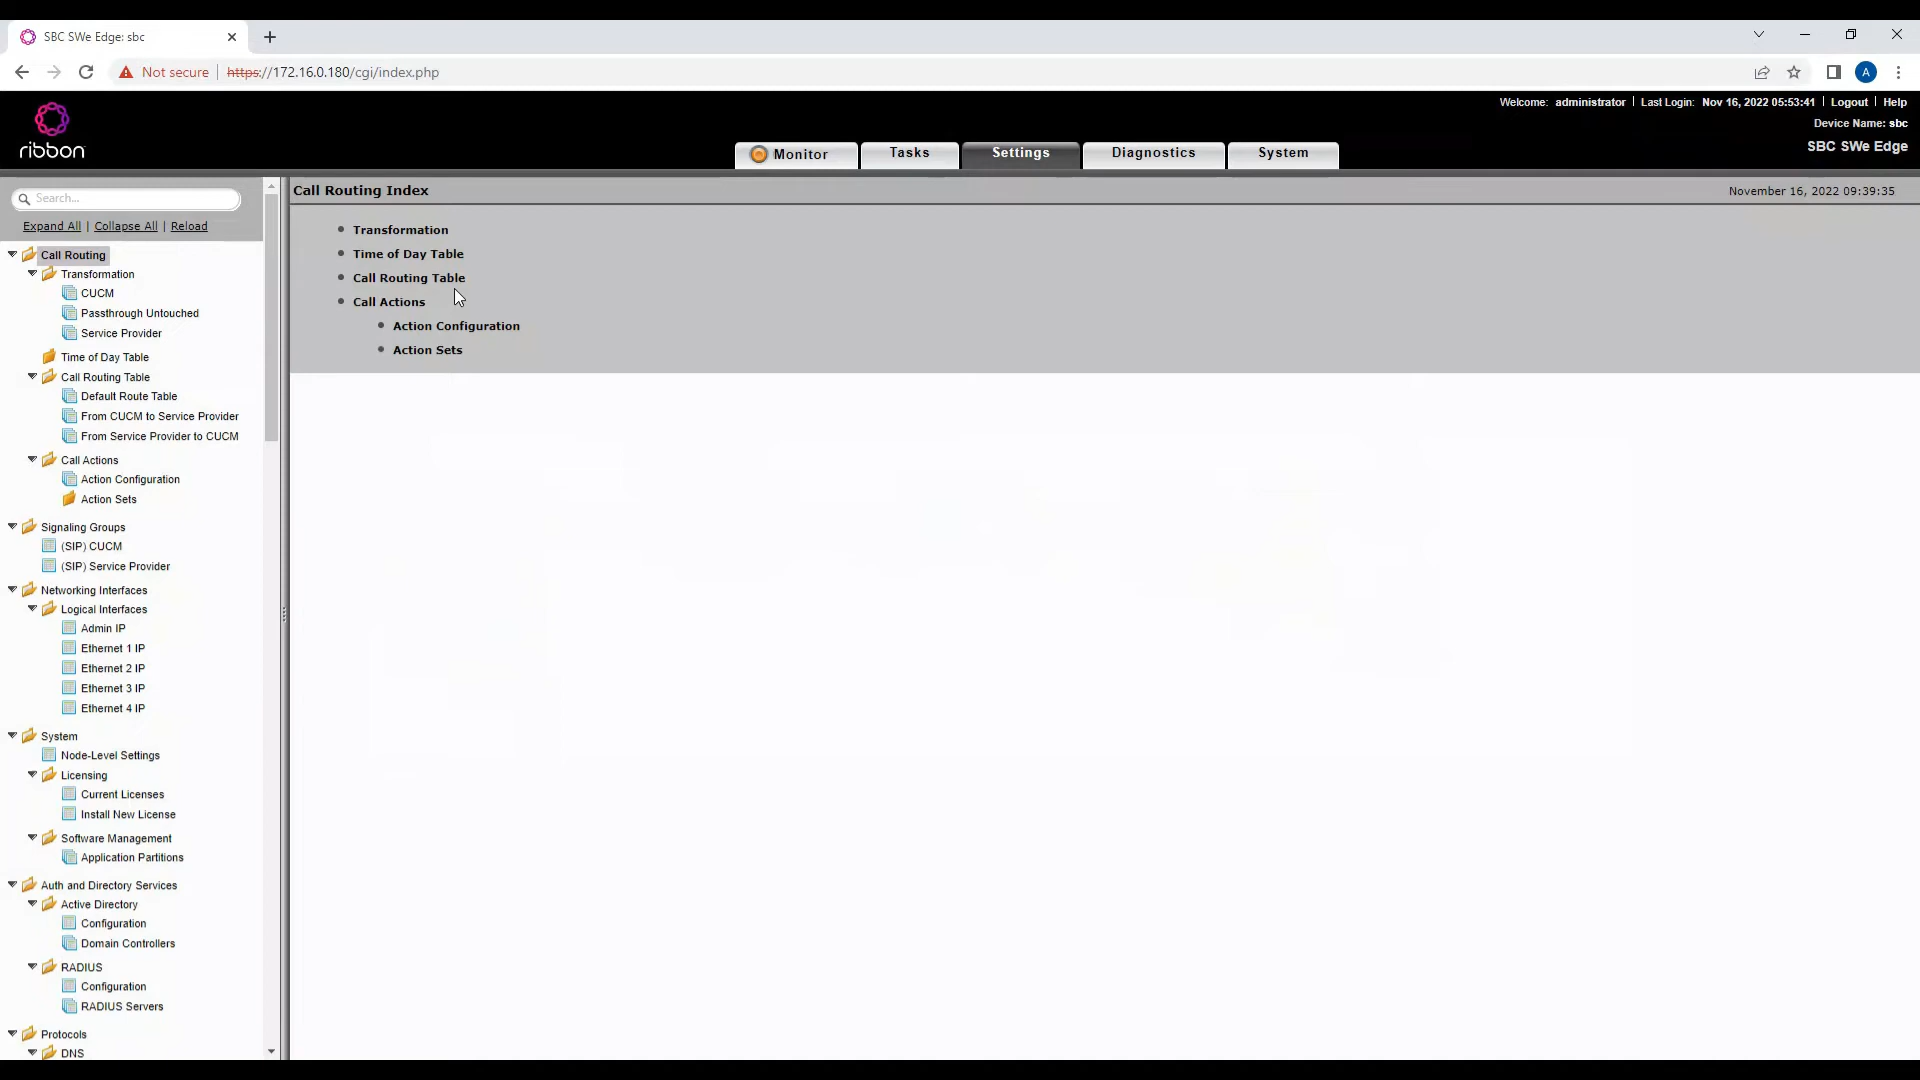 SBC SWe Edge: sbc
Not secure | https://172.16.0.180/cgi/index.php
A
Welcome: administrator | Last Login: Nov 16, 2022 05:53:41 | Logout | Help
Device Name: sbc
SBC SWe Edge
ribbon
Monitor
Tasks
Settings
Diagnostics
System
Search...
Expand All | Collapse All | Reload
Call Routing
Transformation
CUCM
Passthrough Untouched
Service Provider
Time of Day Table
Call Routing Table
Default Route Table
From CUCM to Service Provider
From Service Provider to CUCM
Call Actions
Action Configuration
Action Sets
Signaling Groups
(SIP) CUCM
(SIP) Service Provider
Networking Interfaces
Logical Interfaces
Admin IP
Ethernet 1 IP
Ethernet 2 IP
Ethernet 3 IP
Ethernet 4 IP
System
Node-Level Settings
Licensing
Current Licenses
Install New License
Software Management
Application Partitions
Auth and Directory Services
Active Directory
Configuration
Domain Controllers
RADIUS
Configuration
RADIUS Servers
Protocols
DNS
Call Routing Index
November 16, 2022 09:39:35
Transformation
Time of Day Table
Call Routing Table
Call Actions
Action Configuration
Action Sets